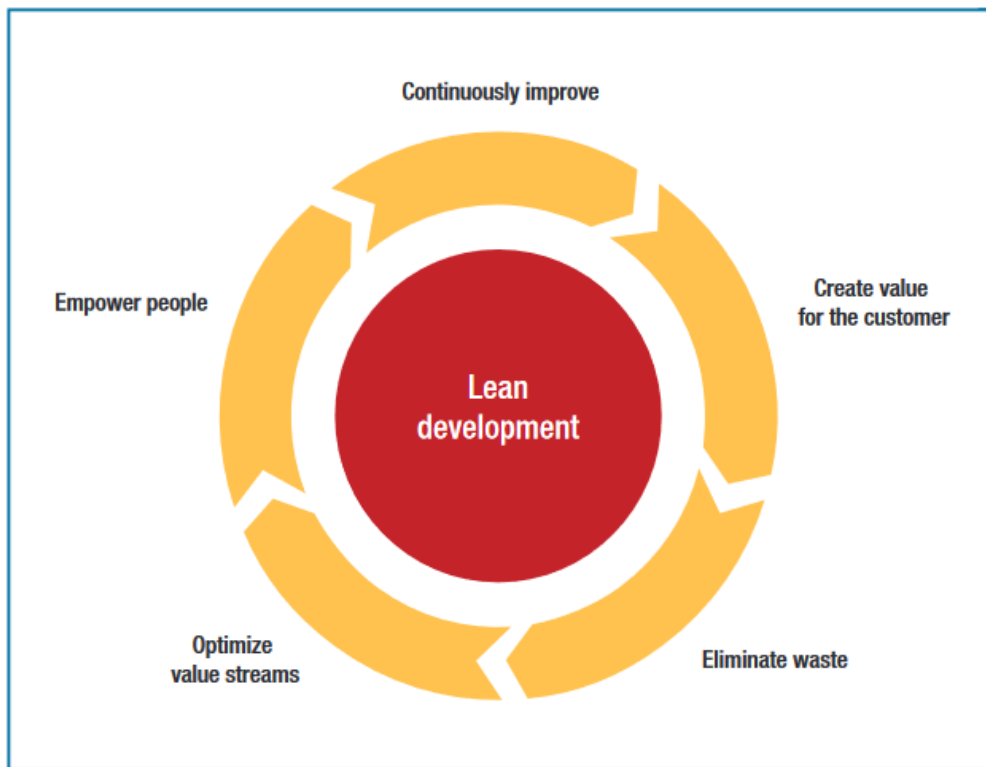 Continuously improve
Empower people
Create value
for the customer
Lean
development
Optimize
value streams
Eliminate waste